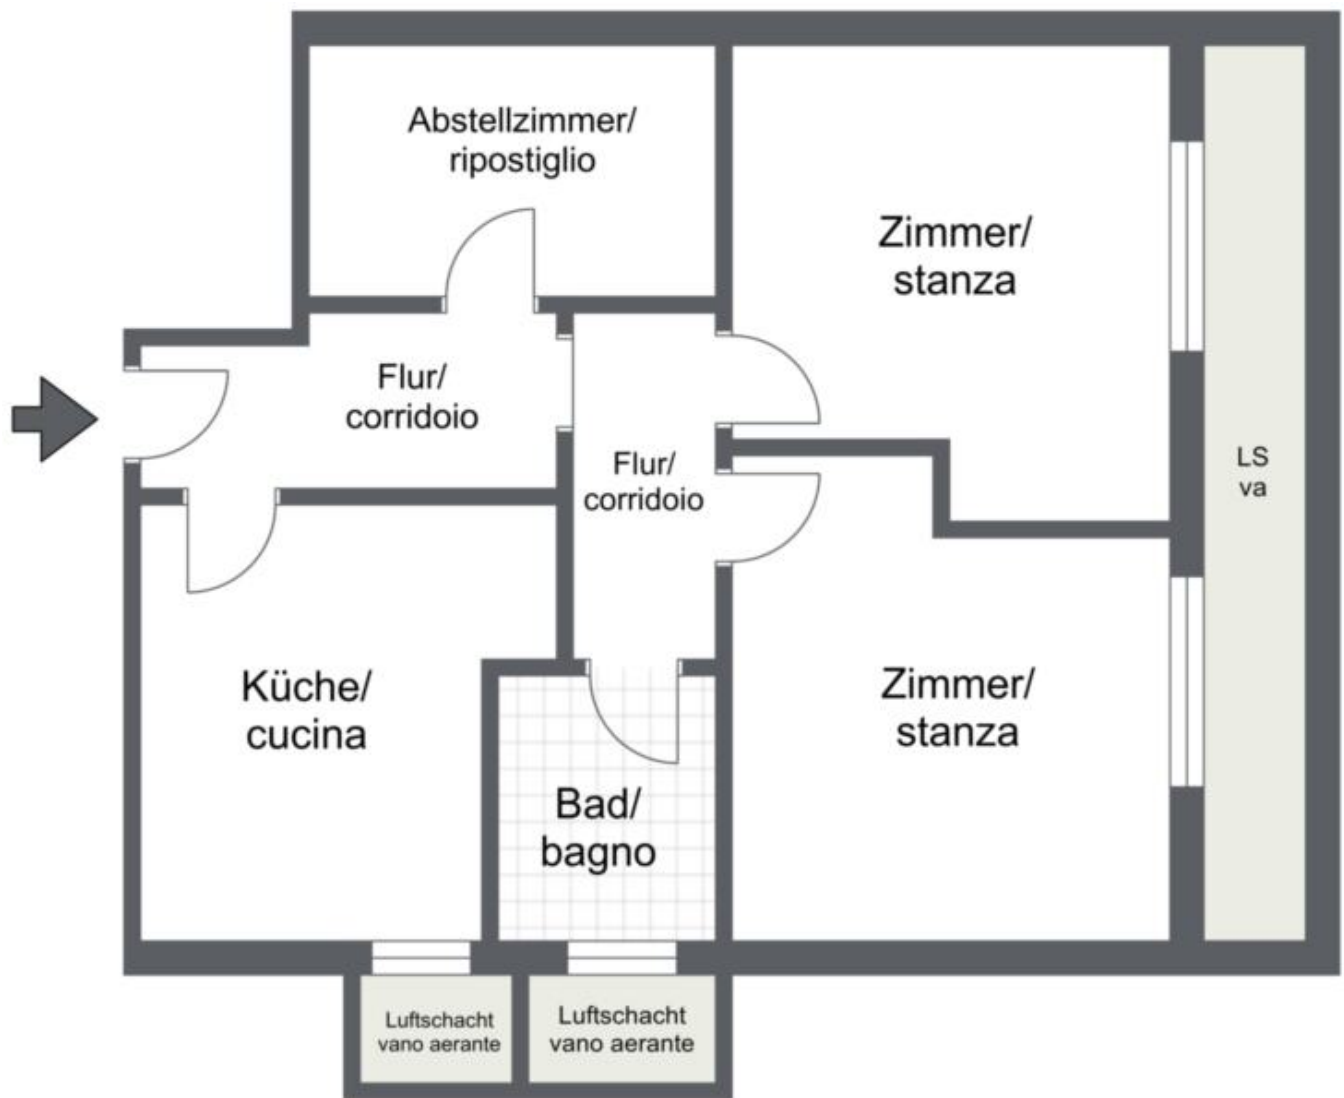 Abstellzimmer/
ripostiglio
Zimmer/
stanza
Flur/
corridoio
Flur/
corridoio
LS
va
Küche/
cucina
Zimmer/
stanza
Bad/
bagno
Luftschacht
vano aerante
Luftschacht
vano aerante